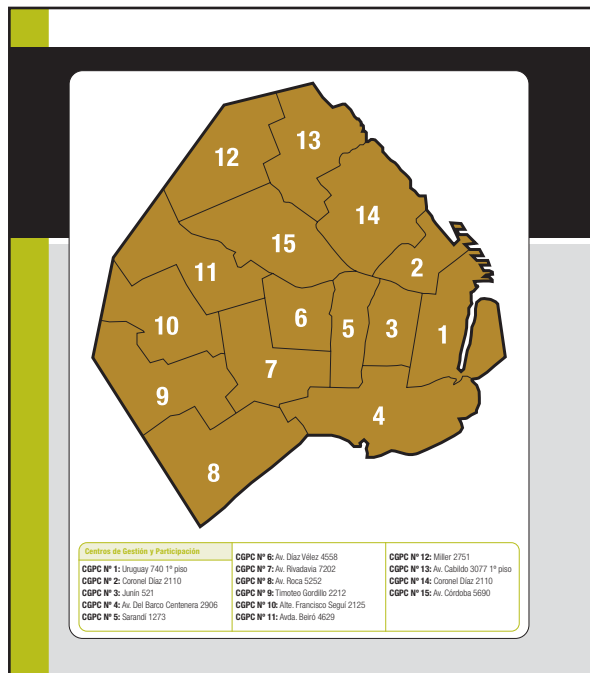 13
12
14
15
2
11
6
10
5
3
1
7
9
4
8
Centros de Gestión y Participación
CGPC Nº 1: Uruguay 740 1º piso
CGPC Nº 2: Coronel Díaz 2110
CGPC Nº 3: Junín 521
CGPC Nº 4: Av. Del Barco Centenera 2906
CGPC Nº 5: Sarandí 1273
CGPC Nº 6: Av. Díaz Vélez 4558
CGPC Nº 7: Av. Rivadavia 7202
CGPC Nº 8: Av. Roca 5252
CGPC Nº 9: Timoteo Gordillo 2212
CGPC Nº 10: Alte. Francisco Seguí 2125
CGPC Nº 11: Avda. Beiró 4629
CGPC Nº 12: Miller 2751
CGPC Nº 13: Av. Cabildo 3077 1º piso
CGPC Nº 14: Coronel Díaz 2110
CGPC Nº 15: Av. Córdoba 5690